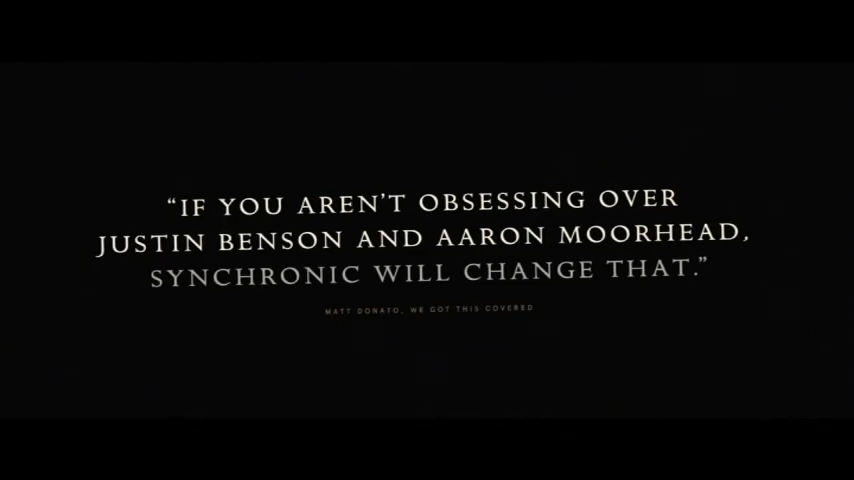 “IF YOU AREN’T OBSESSING OVER
JUSTIN BENSON AND AARON MOORHEAD,
SYNCHRONIC WILL CHANGE THAT.”
MATT DONATO, WE GOT THIS COVERED